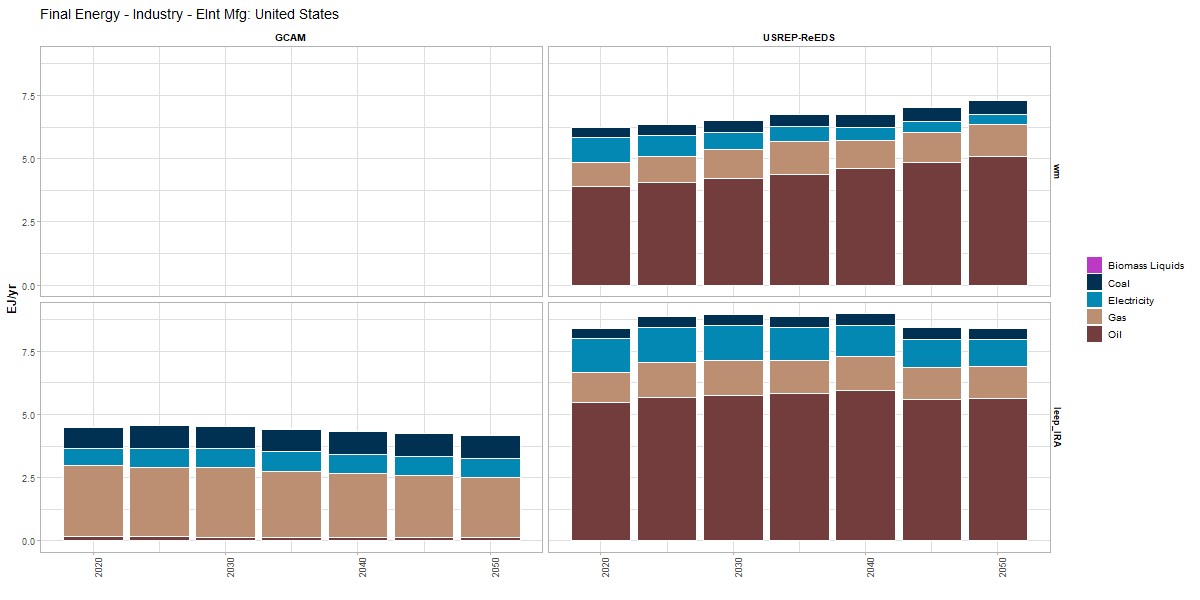 Final Energy - Industry - EInt Mfg: United States
GCAM
USREP-ReEDS
7.5
5.0
2.5
0.0
wm
EJ/yr
7.5
5.0
2.5
0.0
leep_IRA
2020
2030
2040
2050
2020
2030
2040
2050
Biomass Liquids
Coal
Electricity
Gas
Oil